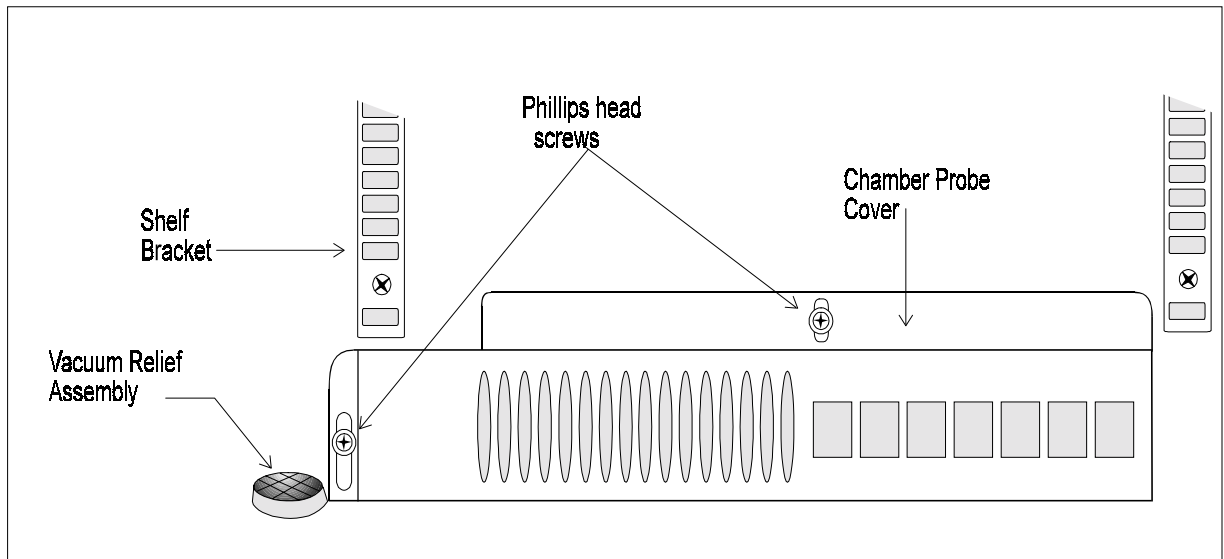 Phillips head
screws
Chamber Probe
Cover
Shelf
Bracket
Vacuum Relief
Assembly